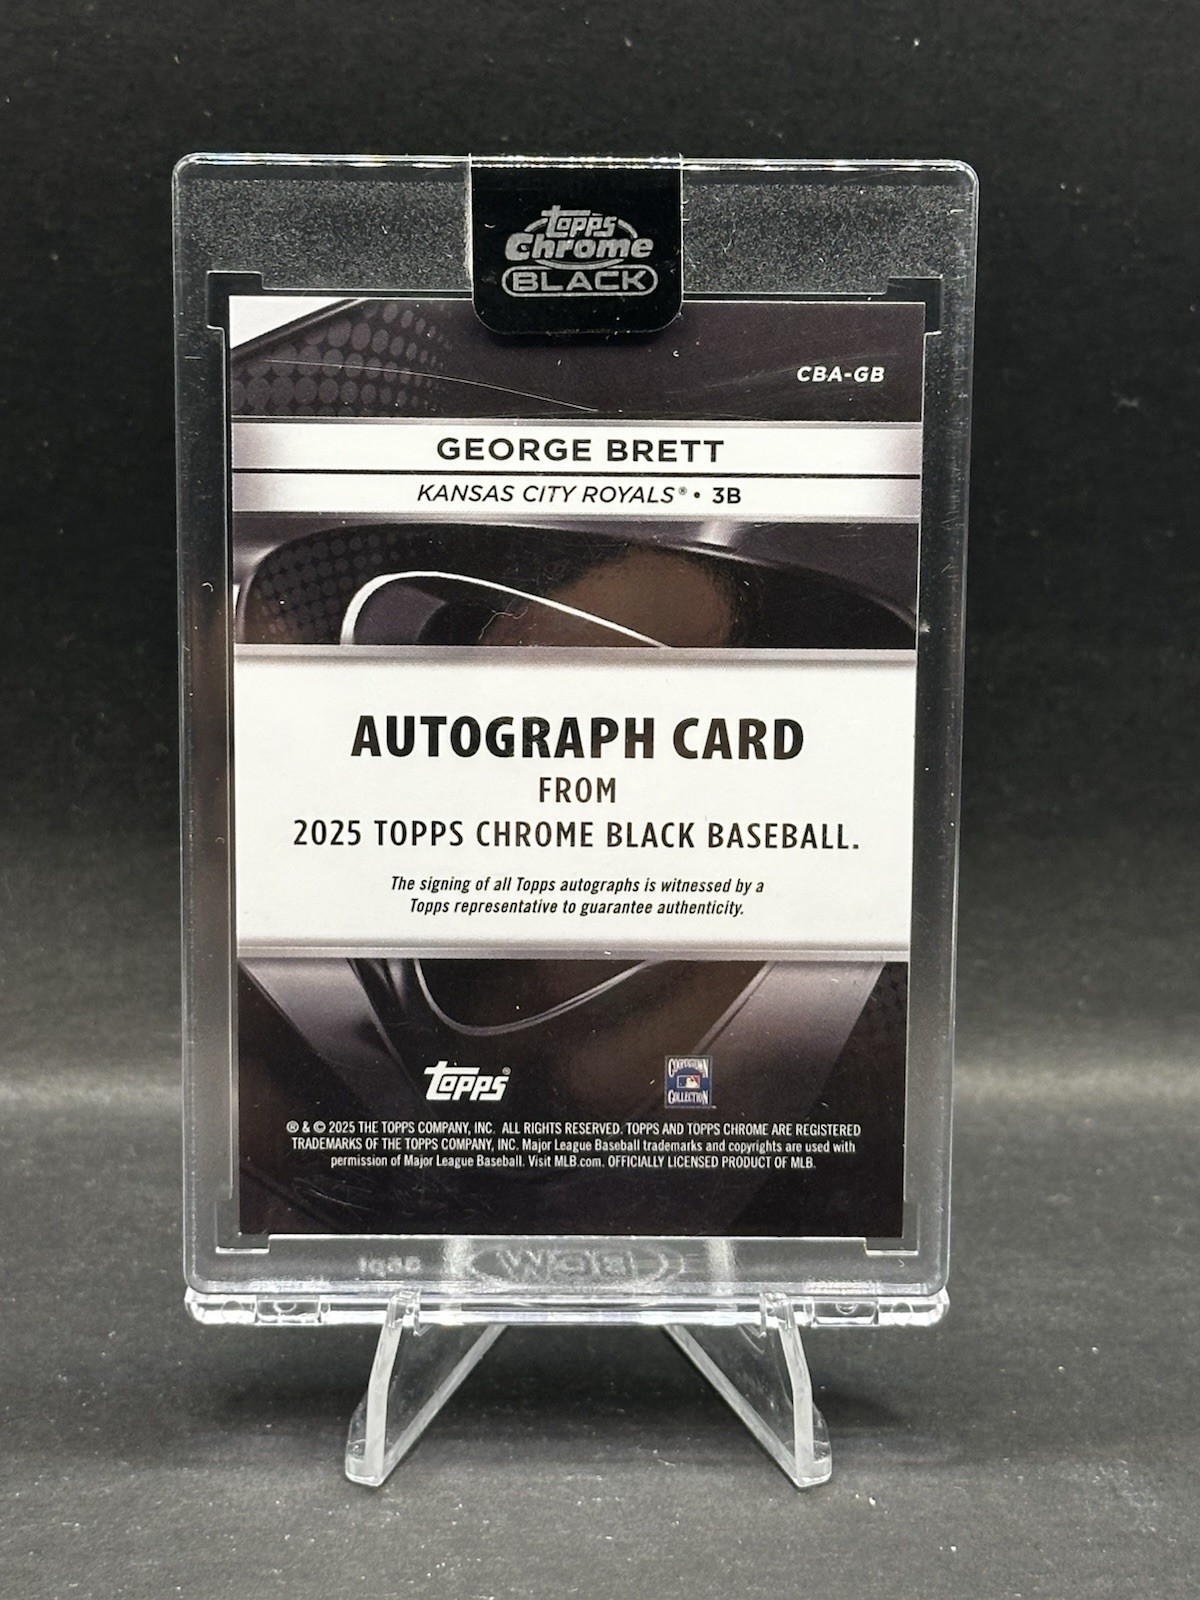 topps
Chrome
BLACK
CBA-GB
GEORGE BRETT
KANSAS CITY ROYALS® • 3B
AUTOGRAPH CARD
FROM
2025 TOPPS CHROME BLACK BASEBALL.
The signing of all Topps autographs is witnessed by a
Topps representative to guarantee authenticity.
topps®
COOPERSTOWN
COLLECTION
® & © 2025 THE TOPPS COMPANY, INC. ALL RIGHTS RESERVED. TOPPS AND TOPPS CHROME ARE REGISTERED
TRADEMARKS OF THE TOPPS COMPANY, INC. Major League Baseball trademarks and copyrights are used with
permission of Major League Baseball. Visit MLB.com. OFFICIALLY LICENSED PRODUCT OF MLB.